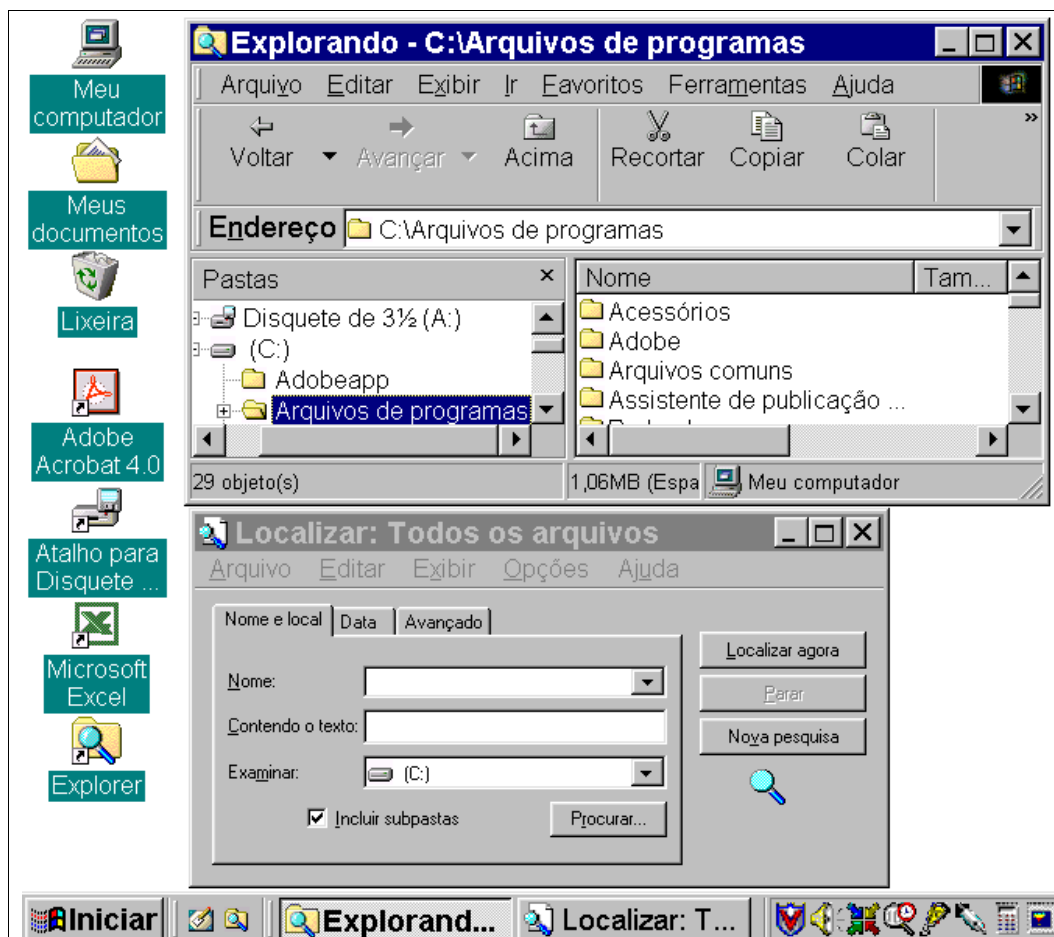 Meu
computador
Meus
documentos
Lixeira
Adobe
Acrobat 4.0
Atalho para
Disquete ...
Microsoft
Excel
Explorer
Explorando - C:\Arquivos de programas
Arquivo Editar Exibir Ir Favoritos Ferramentas Ajuda
Voltar Avançar Acima Recortar Copiar Colar »
Endereço C:\Arquivos de programas
Pastas
Disquete de 3½ (A:)
(C:)
Adobeapp
Arquivos de programas
Nome Tam...
Acessórios
Adobe
Arquivos comuns
Assistente de publicação ...
29 objeto(s) 1,06MB (Espa Meu computador
Localizar: Todos os arquivos
Arquivo Editar Exibir Opções Ajuda
Nome e local Data Avançado
Nome:
Contendo o texto:
Examinar: (C:)
Incluir subpastas Procurar...
Localizar agora
Parar
Nova pesquisa
Iniciar Explorand... Localizar: T...